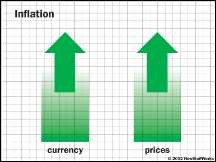 Inflation
currency prices
© 2002 HowStuffWorks